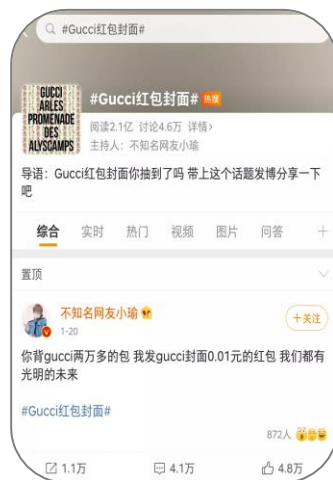 #Gucci红包封面#
GUCCI
ARLES
PROMENADE
DES
ALYSCAMPS
#Gucci红包封面# 热搜
阅读2.1亿 讨论4.6万 详情>
主持人:不知名网友小瑜
导语:Gucci红包封面你抽到了吗 带上这个话题发博分享一下
吧
综合 实时 热门 视频 图片 问答
置顶
不知名网友小瑜
+关注
1-20
你背gucci两万多的包 我发gucci封面0.01元的红包 我们都有
光明的未来
#Gucci红包封面#
872人
1.1万 4.1万 4.8万